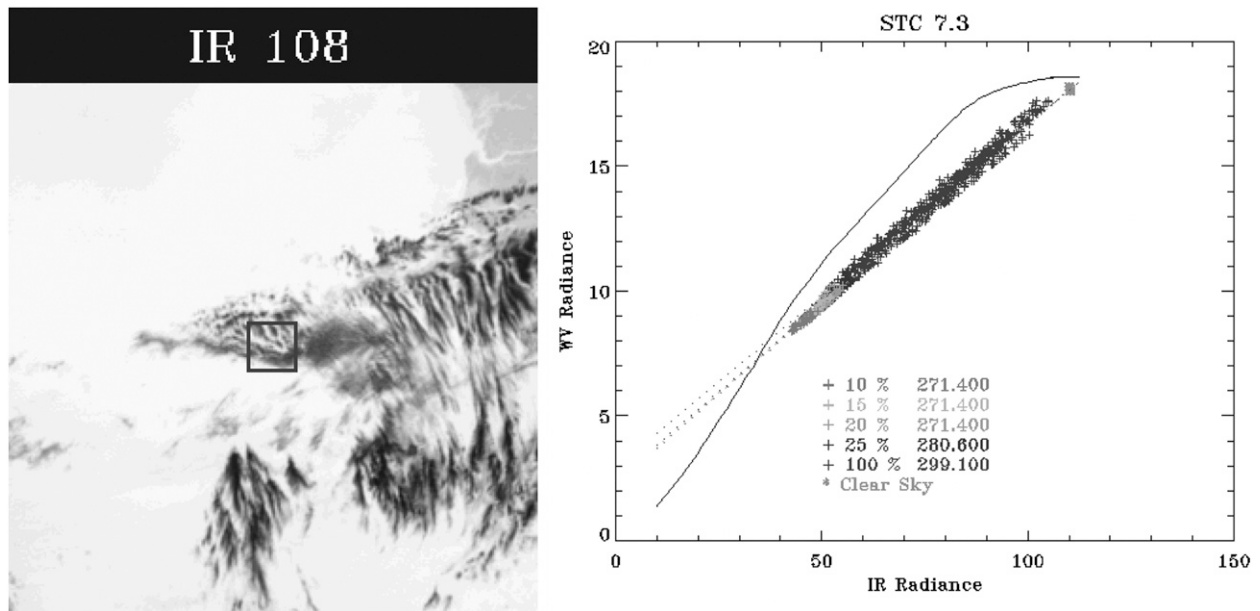 IR 108
STC 7.3
20
15
10
5
0
WV Radiance
+ 10 % 271.400
+ 15 % 271.400
+ 20 % 271.400
+ 25 % 280.600
+ 100 % 299.100
* Clear Sky
0 50 100 150
IR Radiance